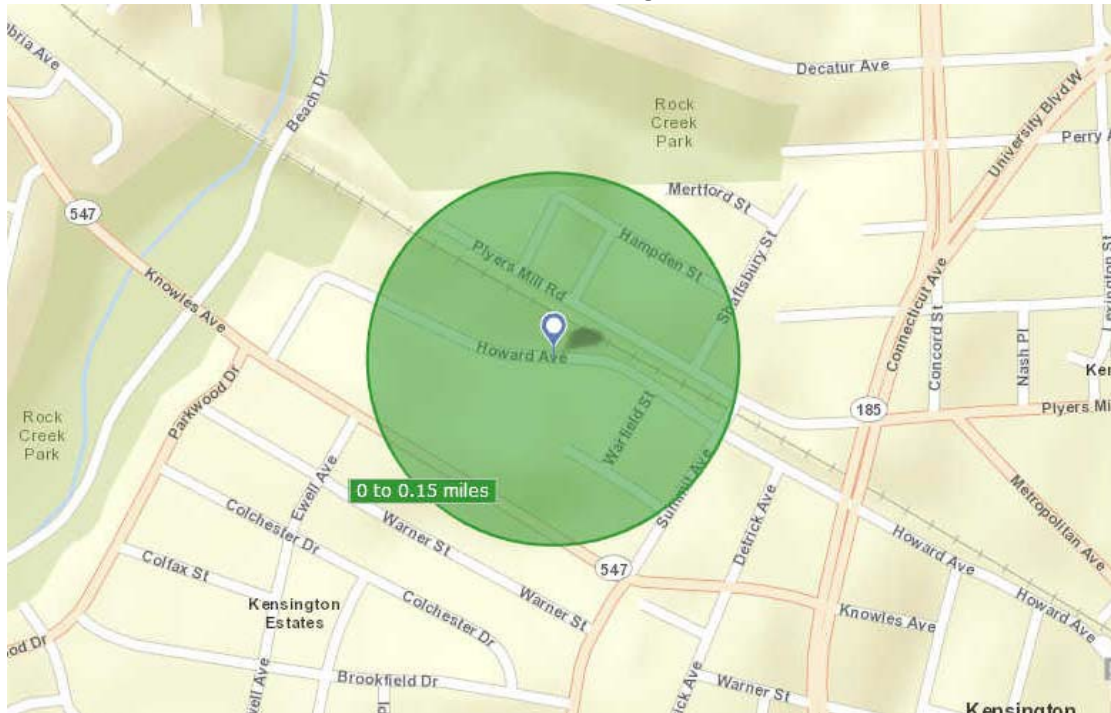 bria Ave
Beach Dr
Decatur Ave
University Blvd W
Rock
Creek
Park
Perry A
Mertford St
547
Hampden St
Shaftsbury St
Plyers Mill Rd
Knowles Ave
Connecticut Ave
Concord St
Nash Pl
Lexington St
Howard Ave
Ken
Parkwood Dr
185
Plyers Mi
Rock
Creek
Park
Warfield St
0 to 0.15 miles
Ewell Ave
Summit Ave
Detrick Ave
Metropolitan Ave
Colchester Dr
Warner St
Howard Ave
Colfax St
547
Kensington
Estates
Colchester Dr
Warner St
Knowles Ave
Howard Ave
od Dr
well Ave
Brookfield Dr
rick Ave
Warner St
Kensington